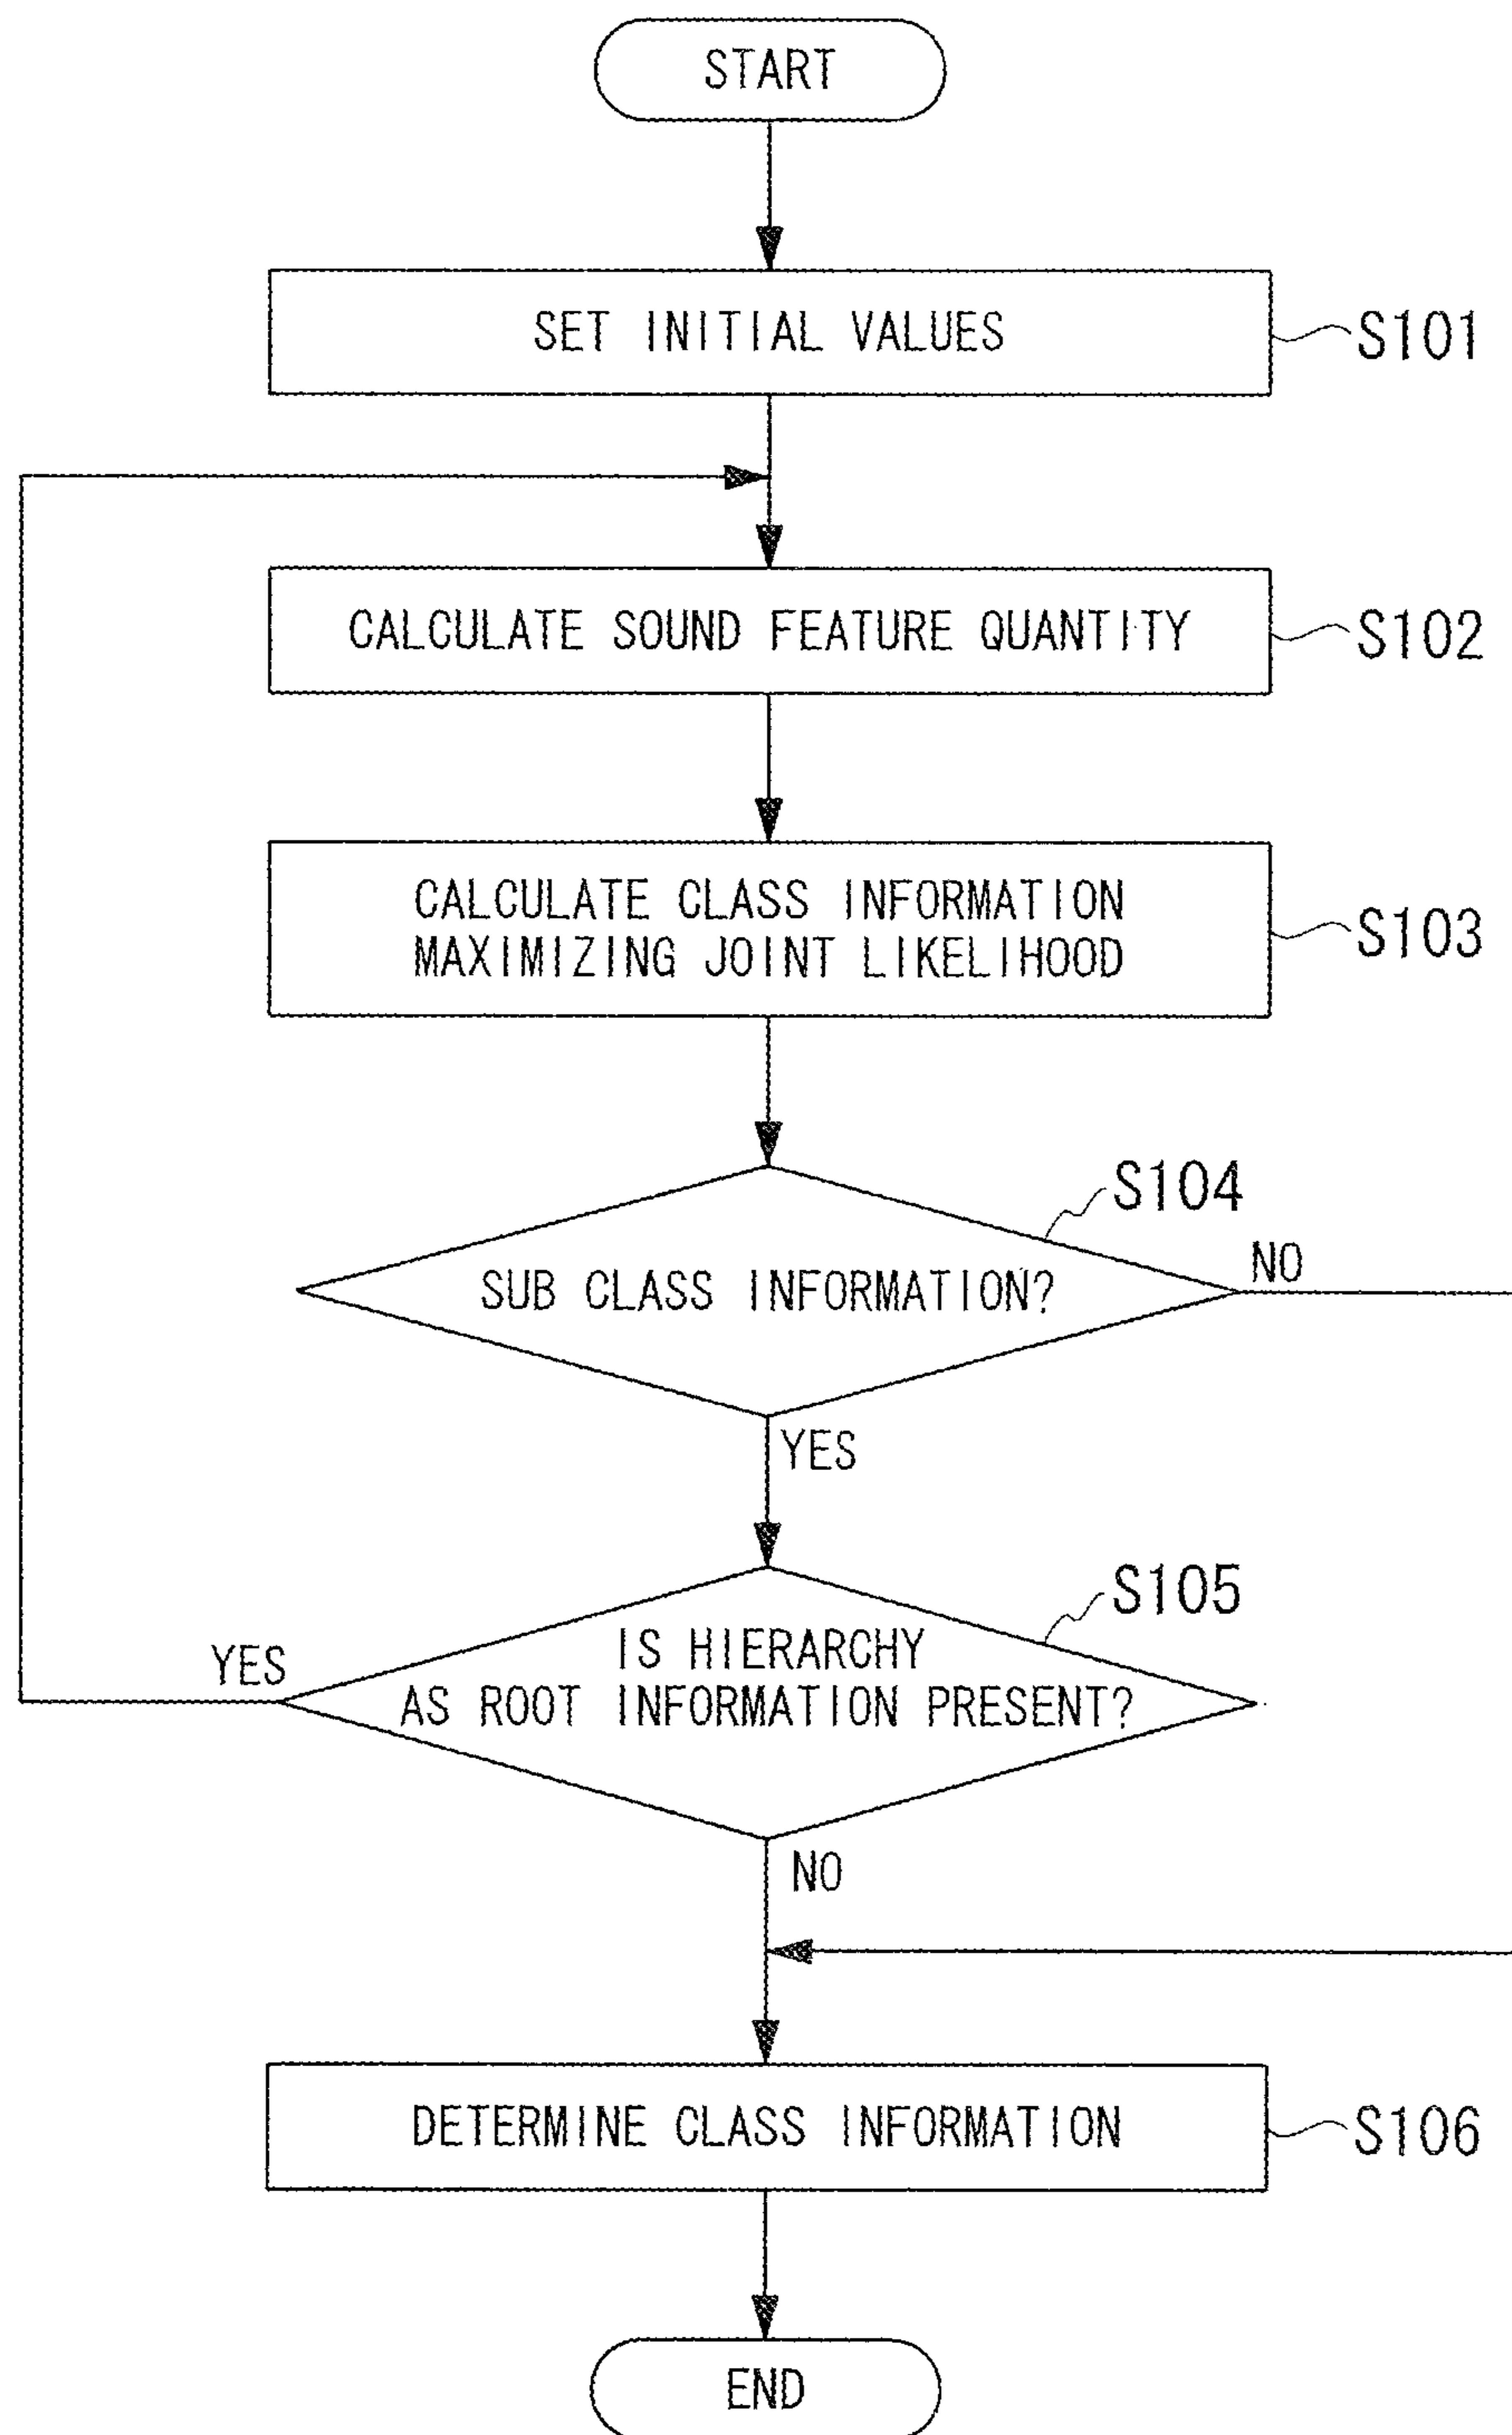 START
SET INITIAL VALUES
S101
CALCULATE SOUND FEATURE QUANTITY
S102
CALCULATE CLASS INFORMATION
MAXIMIZING JOINT LIKELIHOOD
S103
S104
SUB CLASS INFORMATION?
NO
YES
S105
IS HIERARCHY
AS ROOT INFORMATION PRESENT?
YES
NO
DETERMINE CLASS INFORMATION
S106
END